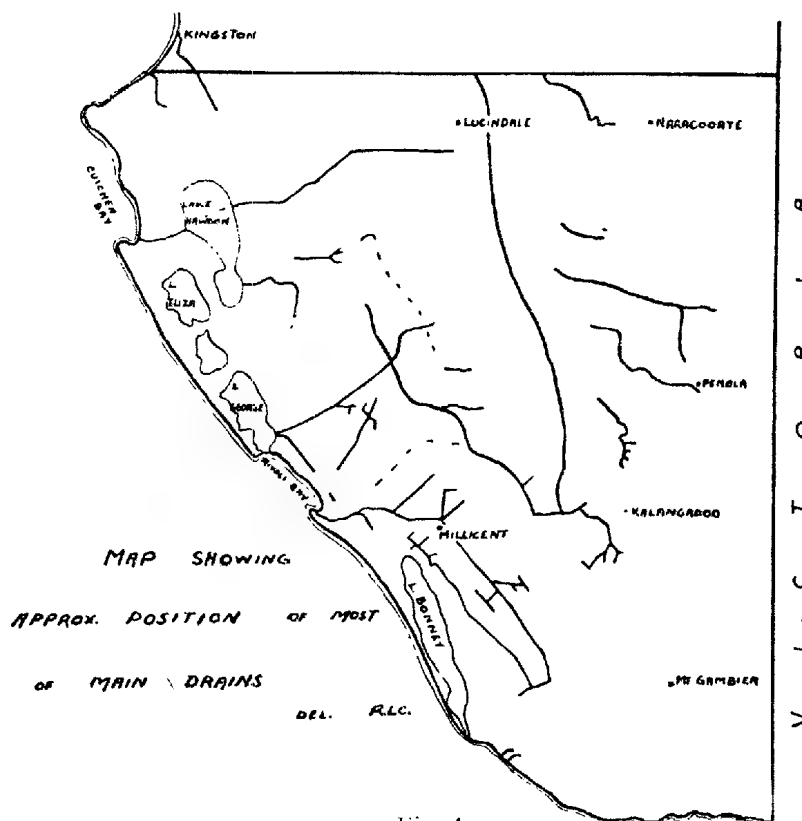 KINGSTON
LUCINDALE
NARACOORTE
GUICHEN BAY
LAKE HAWDON
L. ELIZA
PENOLA
L. GEORGE
RIVOLI BAY
KALANGADOO
MILLICENT
L. BONNEY
MT GAMBIER
VICTORIA
MAP SHOWING
APPROX. POSITION OF MOST
OF MAIN DRAINS
DEL. R.L.C.